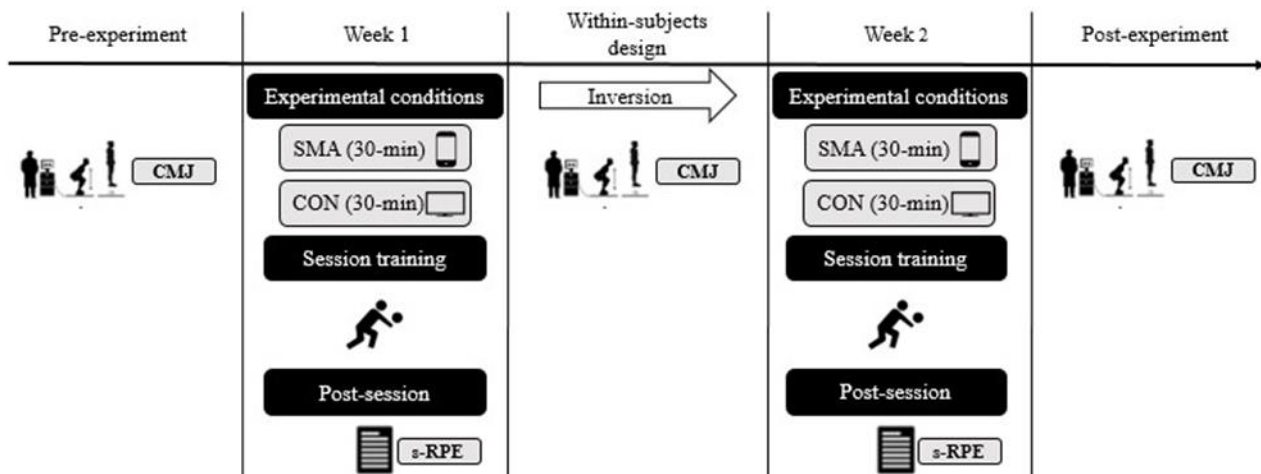 Pre-experiment
Week 1
Within-subjects
design
Week 2
Post-experiment
Experimental conditions
Inversion
Experimental conditions
SMA (30-min)
SMA (30-min)
CMJ
CMJ
CMJ
CON (30-min)
CON (30-min)
Session training
Session training
Post-session
Post-session
s-RPE
s-RPE